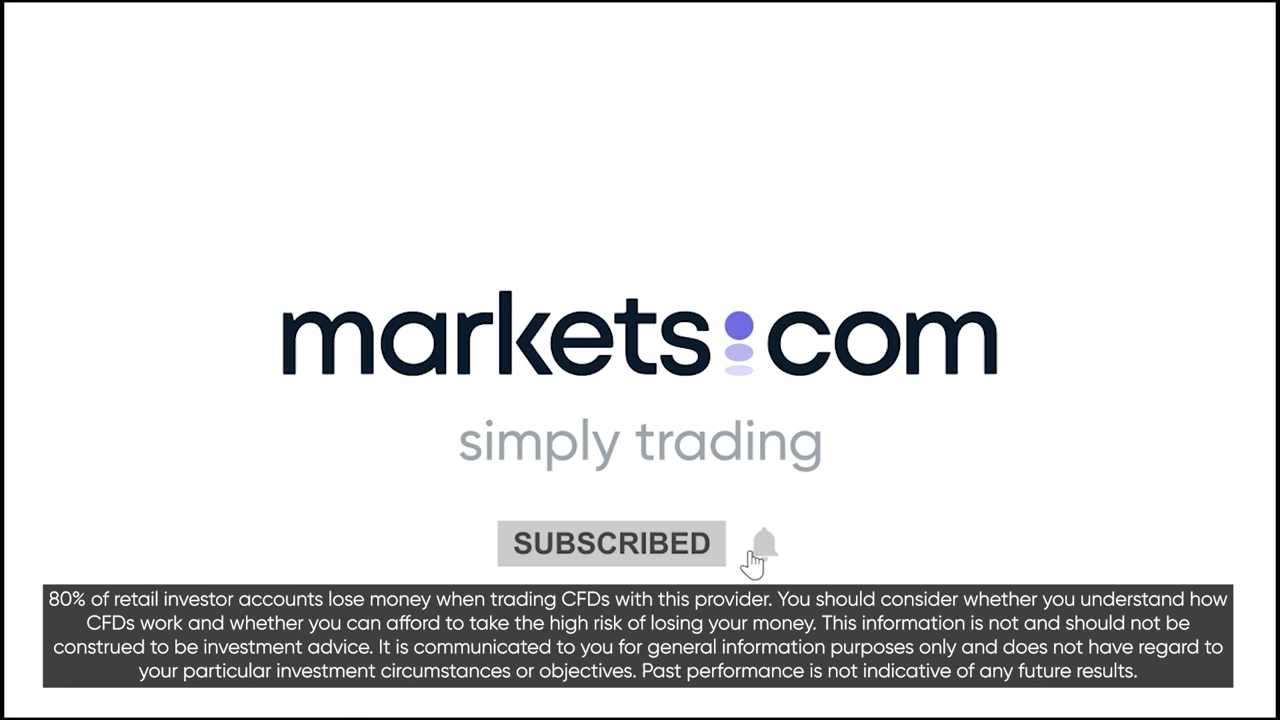 markets.com
simply trading
SUBSCRIBED
80% of retail investor accounts lose money when trading CFDs with this provider. You should consider whether you understand how
CFDs work and whether you can afford to take the high risk of losing your money. This information is not and should not be
construed to be investment advice. It is communicated to you for general information purposes only and does not have regard to
your particular investment circumstances or objectives. Past performance is not indicative of any future results.